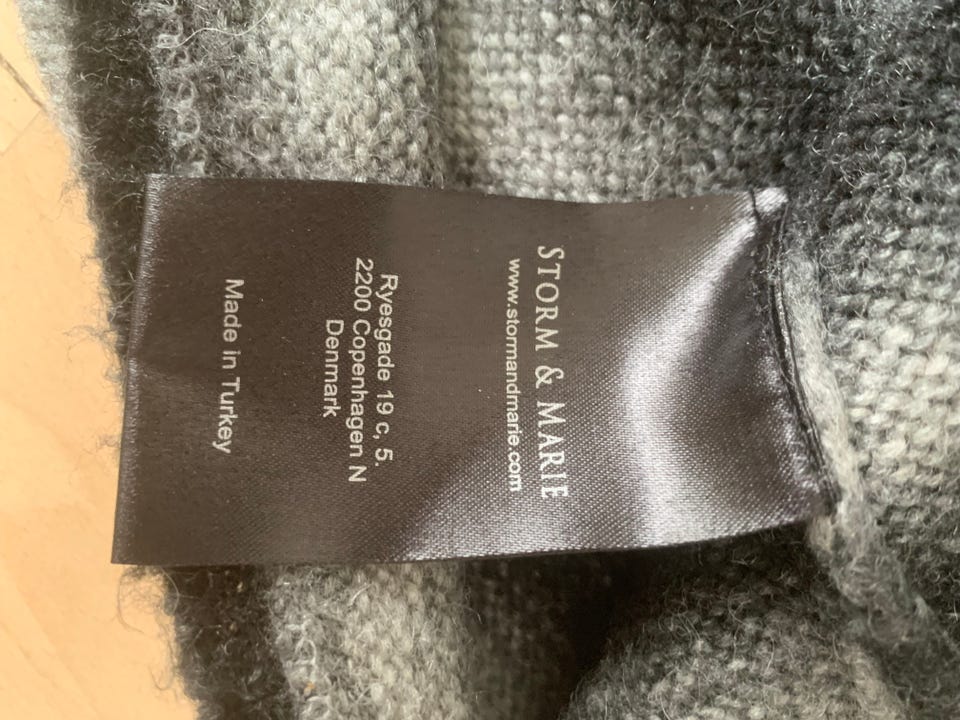 STORM & MARIE
www.stormandmarie.com
Ryesgade 19 c, 5.
2200 Copenhagen N
Denmark
Made in Turkey